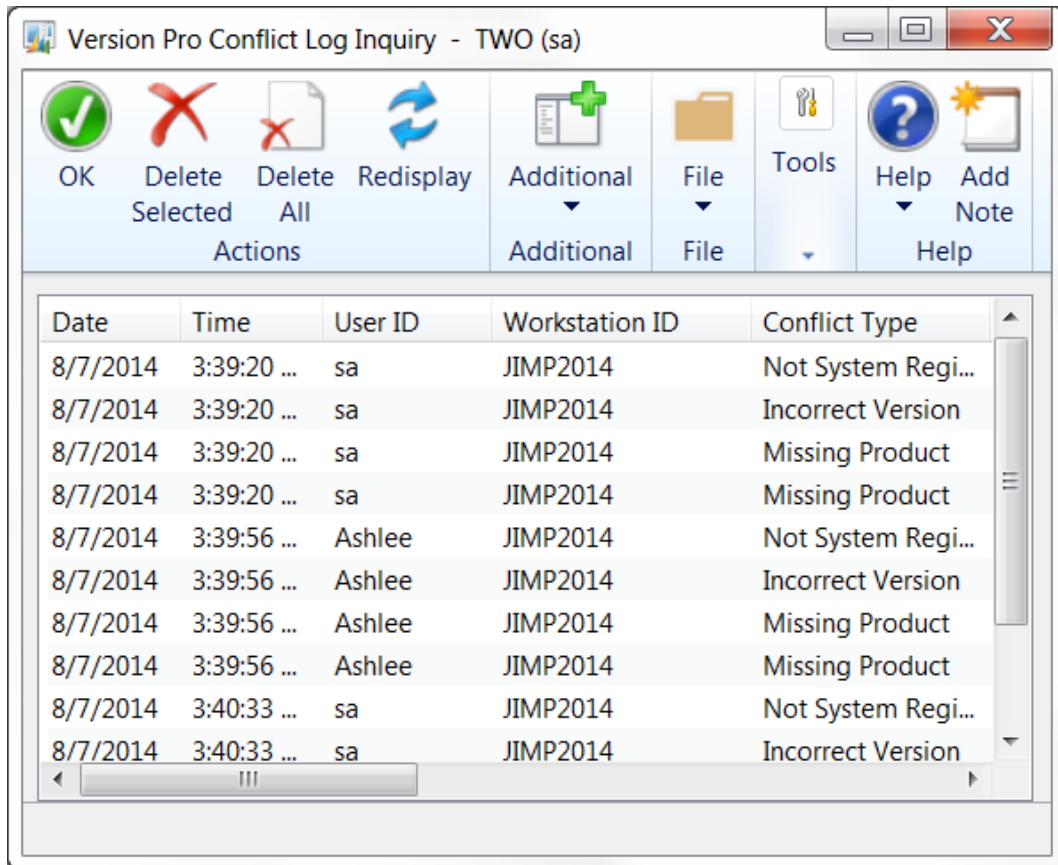 Version Pro Conflict Log Inquiry - TWO (sa)
OK Delete Selected Delete All Redisplay Additional File Tools Help Add Note
Actions Additional File Help
Date Time User ID Workstation ID Conflict Type
8/7/2014 3:39:20 ... sa JIMP2014 Not System Regi...
8/7/2014 3:39:20 ... sa JIMP2014 Incorrect Version
8/7/2014 3:39:20 ... sa JIMP2014 Missing Product
8/7/2014 3:39:20 ... sa JIMP2014 Missing Product
8/7/2014 3:39:56 ... Ashlee JIMP2014 Not System Regi...
8/7/2014 3:39:56 ... Ashlee JIMP2014 Incorrect Version
8/7/2014 3:39:56 ... Ashlee JIMP2014 Missing Product
8/7/2014 3:39:56 ... Ashlee JIMP2014 Missing Product
8/7/2014 3:40:33 ... sa JIMP2014 Not System Regi...
8/7/2014 3:40:33 ... sa JIMP2014 Incorrect Version